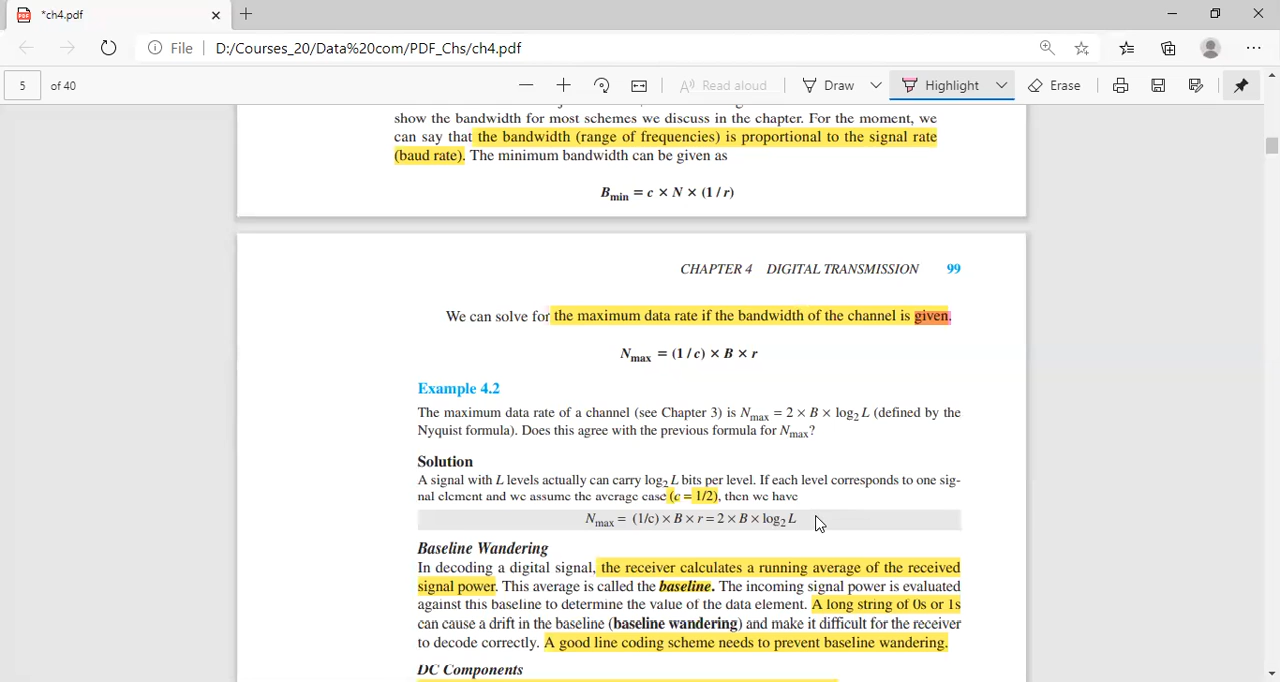 *ch4.pdf
File D:/Courses_20/Data%20com/PDF_Chs/ch4.pdf
5 of 40 Read aloud Draw Highlight Erase
show the bandwidth for most schemes we discuss in the chapter. For the moment, we
can say that the bandwidth (range of frequencies) is proportional to the signal rate
(baud rate). The minimum bandwidth can be given as
Bmin = c × N × (1 / r)
CHAPTER 4 DIGITAL TRANSMISSION 99
We can solve for the maximum data rate if the bandwidth of the channel is given.
Nmax = (1 / c) × B × r
Example 4.2
The maximum data rate of a channel (see Chapter 3) is Nmax = 2 × B × log2 L (defined by the
Nyquist formula). Does this agree with the previous formula for Nmax?
Solution
A signal with L levels actually can carry log2 L bits per level. If each level corresponds to one sig-
nal element and we assume the average case (c = 1/2), then we have
Nmax = (1/c) × B × r = 2 × B × log2 L
Baseline Wandering
In decoding a digital signal, the receiver calculates a running average of the received
signal power. This average is called the baseline. The incoming signal power is evaluated
against this baseline to determine the value of the data element. A long string of 0s or 1s
can cause a drift in the baseline (baseline wandering) and make it difficult for the receiver
to decode correctly. A good line coding scheme needs to prevent baseline wandering.
DC Components